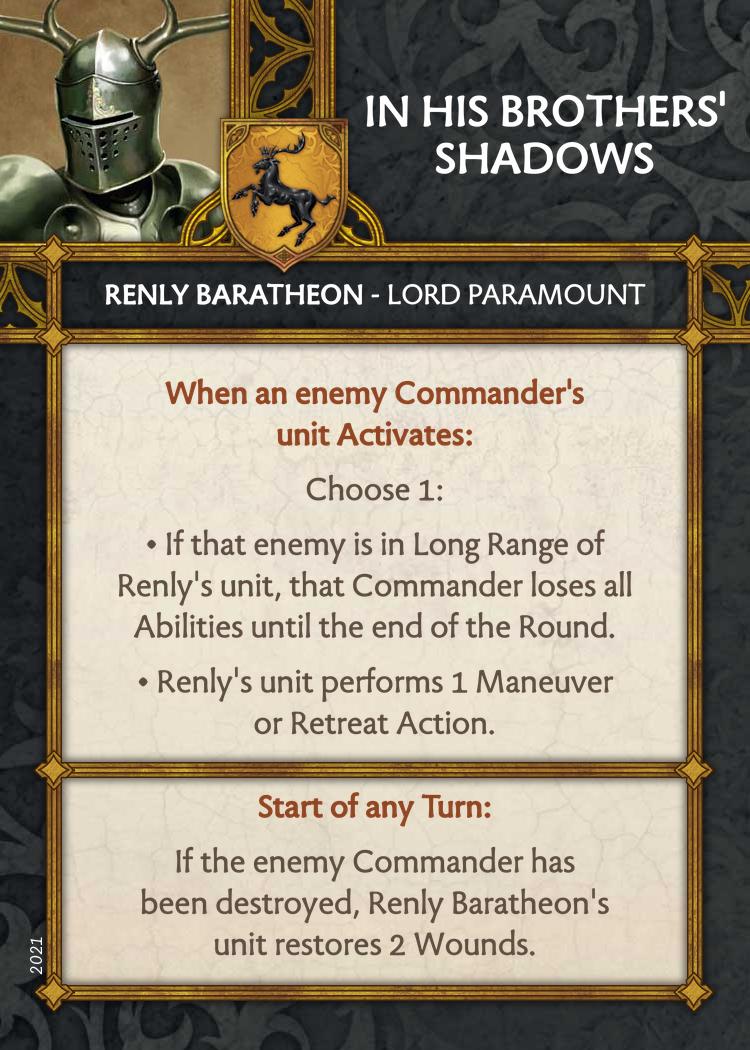 IN HIS BROTHERS'
SHADOWS
RENLY BARATHEON - LORD PARAMOUNT
When an enemy Commander's
unit Activates:
Choose 1:
• If that enemy is in Long Range of
Renly's unit, that Commander loses all
Abilities until the end of the Round.
• Renly's unit performs 1 Maneuver
or Retreat Action.
Start of any Turn:
If the enemy Commander has
been destroyed, Renly Baratheon's
unit restores 2 Wounds.
2021